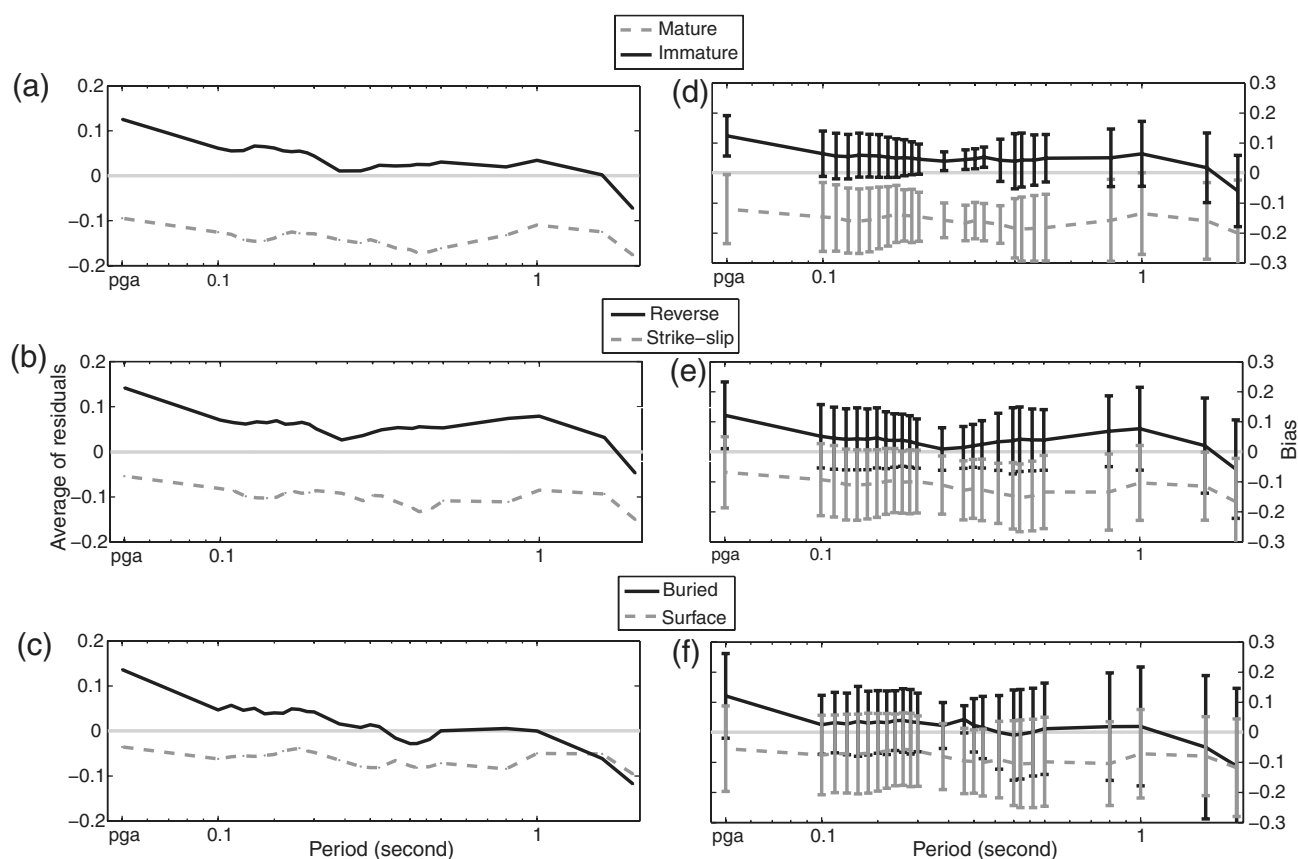 Mature
Immature
(a)
0.2
0.1
0
−0.1
−0.2
pga
0.1
1
(d)
0.3
0.2
0.1
0
−0.1
−0.2
−0.3
pga
0.1
1
Reverse
Strike−slip
(b)
Average of residuals
0.2
0.1
0
−0.1
−0.2
pga
0.1
1
(e)
0.3
0.2
0.1
0
−0.1
−0.2
−0.3
Bias
pga
0.1
1
Buried
Surface
(c)
0.2
0.1
0
−0.1
−0.2
pga
0.1
1
Period (second)
(f)
0.3
0.2
0.1
0
−0.1
−0.2
−0.3
pga
0.1
1
Period (second)